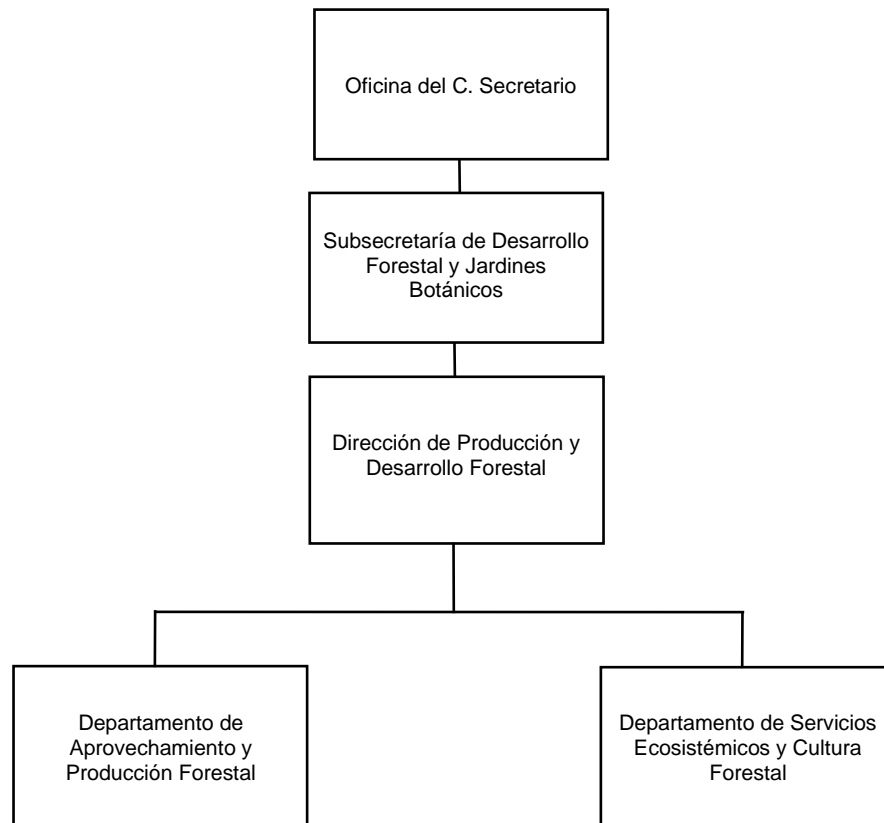 Oficina del C. Secretario
Subsecretaría de Desarrollo
Forestal y Jardines
Botánicos
Dirección de Producción y
Desarrollo Forestal
Departamento de
Aprovechamiento y
Producción Forestal
Departamento de Servicios
Ecosistémicos y Cultura
Forestal